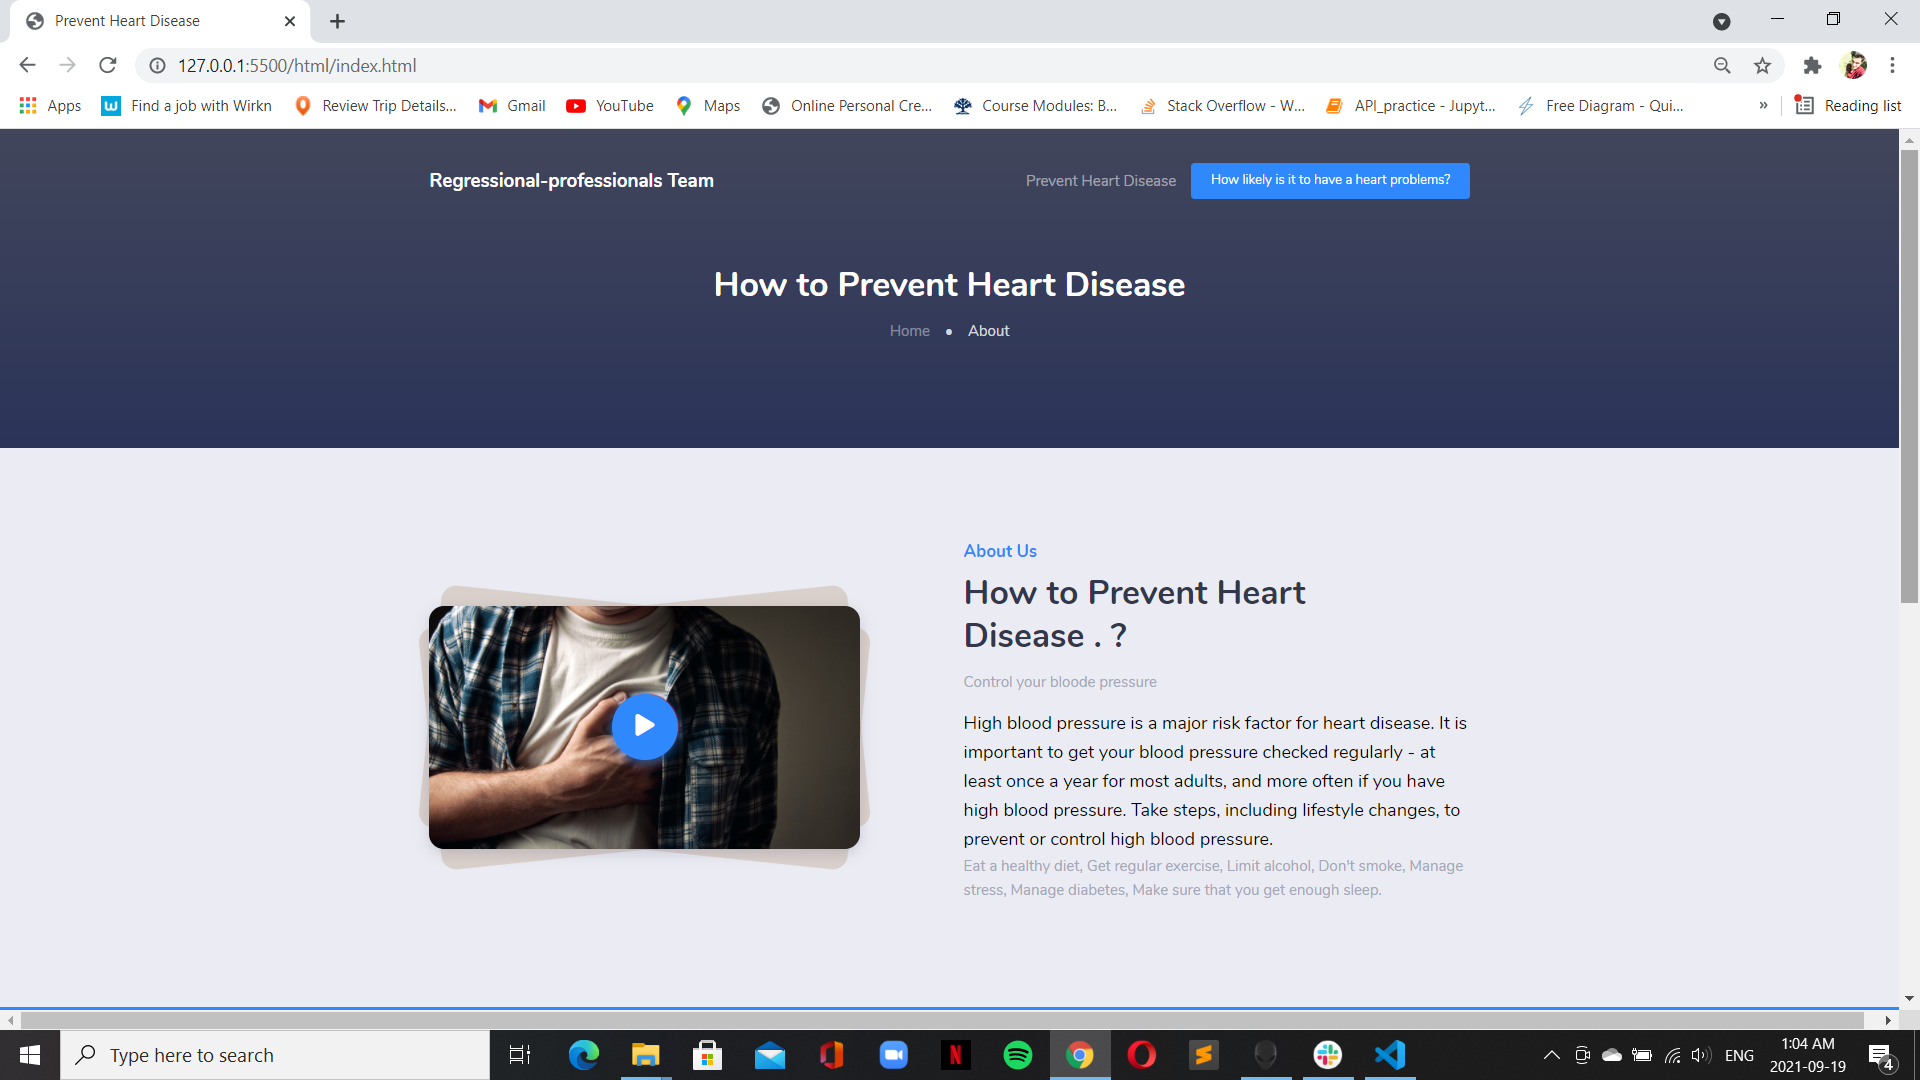 Prevent Heart Disease
127.0.0.1:5500/html/index.html
Apps
Find a job with Wirkn
Review Trip Details...
Gmail
YouTube
Maps
Online Personal Cre...
Course Modules: B...
Stack Overflow - W...
API_practice - Jupyt...
Free Diagram - Qui...
»
Reading list
Regressional-professionals Team
Prevent Heart Disease
How likely is it to have a heart problems?
How to Prevent Heart Disease
Home • About
About Us
How to Prevent Heart
Disease . ?
Control your bloode pressure
High blood pressure is a major risk factor for heart disease. It is
important to get your blood pressure checked regularly - at
least once a year for most adults, and more often if you have
high blood pressure. Take steps, including lifestyle changes, to
prevent or control high blood pressure.
Eat a healthy diet, Get regular exercise, Limit alcohol, Don't smoke, Manage
stress, Manage diabetes, Make sure that you get enough sleep.
Type here to search
ENG
1:04 AM
2021-09-19
4